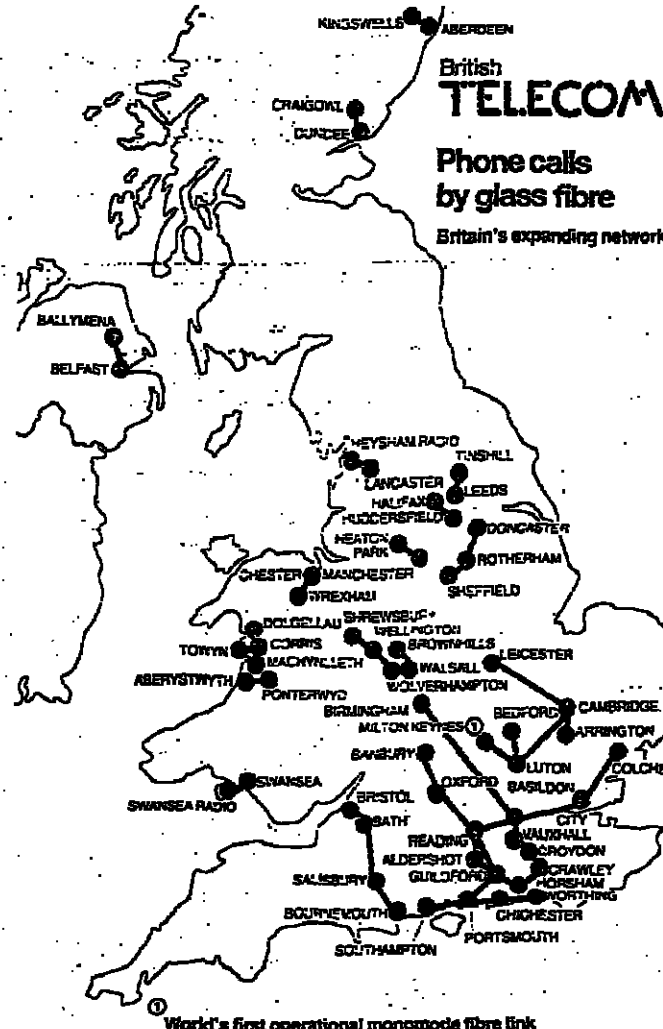 KINGSWELLS
ABERDEEN
British
TELECOM
CRAIGOWL
DUNDEE
Phone calls
by glass fibre
Britain's expanding network
BALLYMENA
BELFAST
HEYSHAM RADIO
TINSHILL
LANCASTER
LEEDS
HALIFAX
HUDDERSFIELD
DONCASTER
HEATON
PARK
ROTHERHAM
CHESTER
MANCHESTER
SHEFFIELD
WREXHAM
DOLGELLAU
SHREWSBU
WELLINGTON
CORRIS
BROWNHILLS
LEICESTER
TOWYN
MACHYNLLETH
WALSALL
ABERYSTWYTH
PONTERWYD
WOLVERHAMPTON
BIRMINGHAM
BEDFORD
CAMBRIDGE
MILTON KEYNES ①
ARRINGTON
BANBURY
LUTON
COLCHE
BASILDON
SWANSEA
OXFORD
SWANSEA RADIO
BRISTOL
CITY
BATH
VAUXHALL
READING
CROYDON
ALDERSHOT
CRAWLEY
SALISBURY
GUILDFORD
HORSHAM
WORTHING
BOURNEMOUTH
CHICHESTER
PORTSMOUTH
SOUTHAMPTON
①
World's first operational monomode fibre link